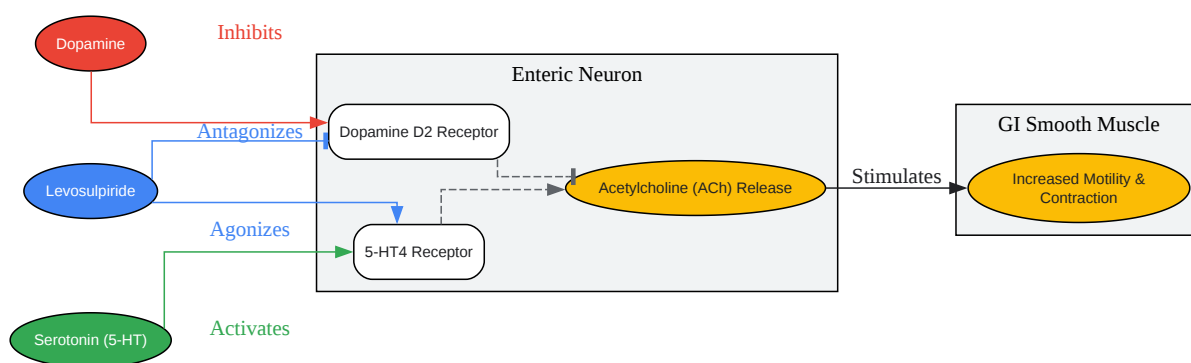 Dopamine
Inhibits
Enteric Neuron
Dopamine D2 Receptor
Antagonizes
GI Smooth Muscle
Levosulpiride
Acetylcholine (ACh) Release
Stimulates
Increased Motility &
Contraction
Agonizes
5-HT4 Receptor
Serotonin (5-HT)
Activates